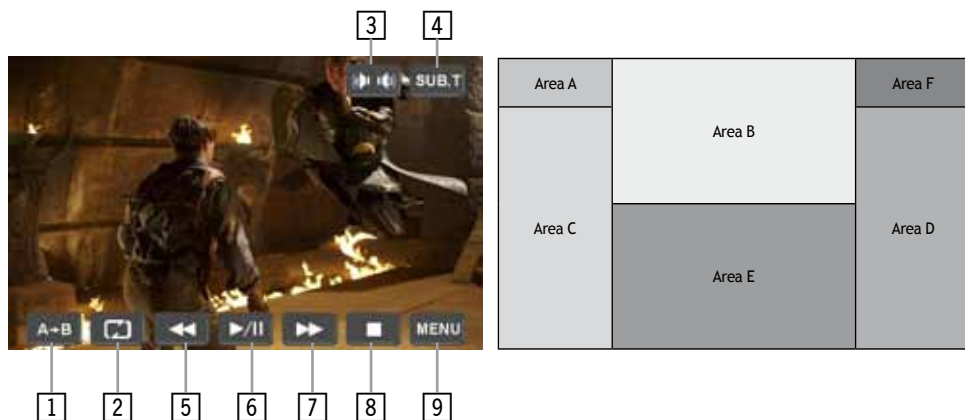 3 4
SUB.T
Area A
Area F
Area B
Area C
Area D
Area E
A→B
MENU
1 2 5 6 7 8 9